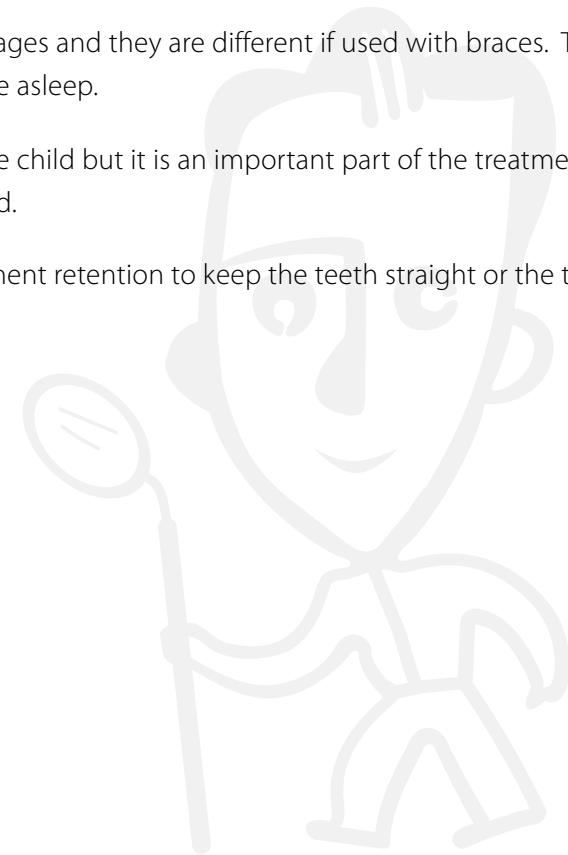 ages and they are different if used with braces. T
e asleep.
e child but it is an important part of the treatme
d.
nent retention to keep the teeth straight or the t